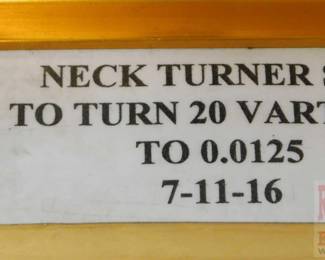 NECK TURNER S
TO TURN 20 VART
TO 0.0125
7-11-16